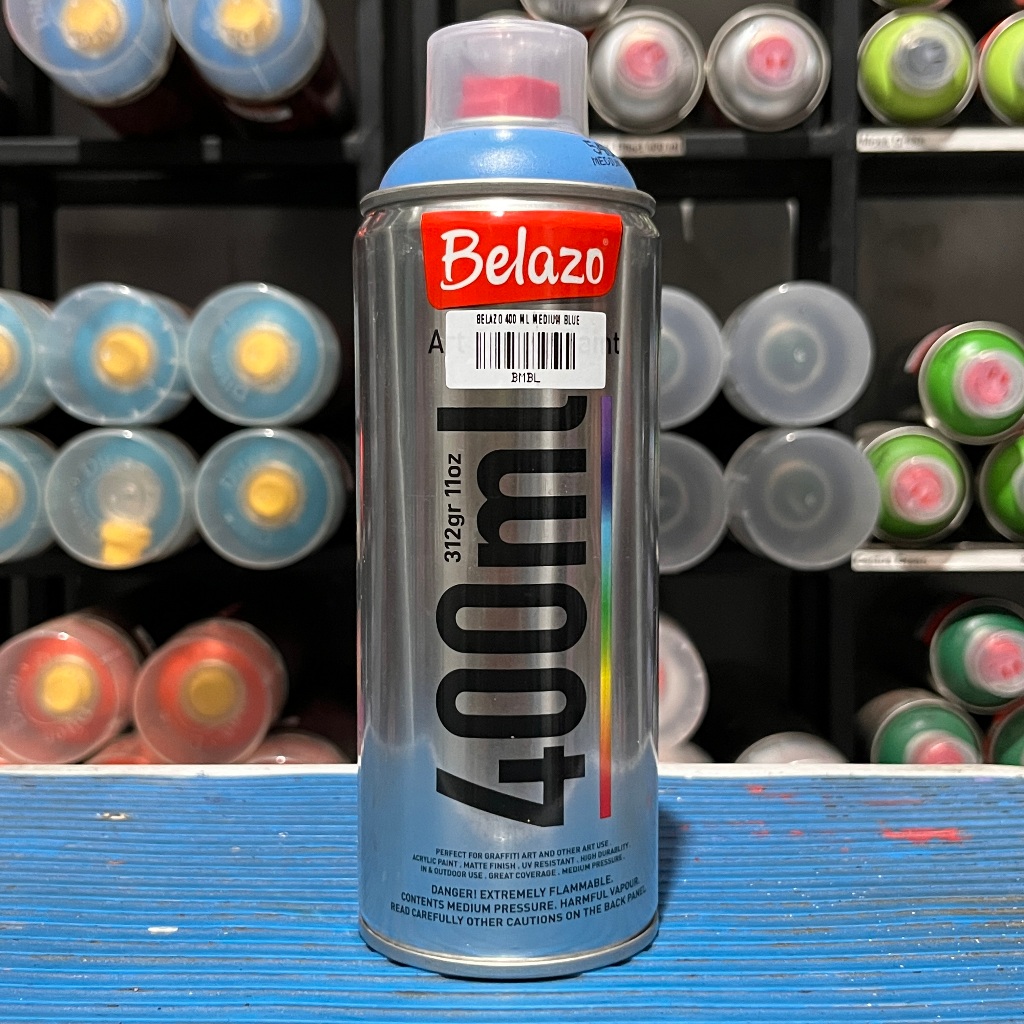 MEDIUM
Belazo
BELAZO 400 ML MEDIUM BLUE
BMBL
400ml
312gr 11oz
PERFECT FOR GRAFFITI ART AND OTHER ART USE.
ACRYLIC PAINT . MATTE FINISH . UV RESISTANT . HIGH DURABILITY.
IN & OUTDOOR USE . GREAT COVERAGE . MEDIUM PRESSURE .
DANGER! EXTREMELY FLAMMABLE.
CONTENTS MEDIUM PRESSURE. HARMFUL VAPOUR.
READ CAREFULLY OTHER CAUTIONS ON THE BACK PANEL